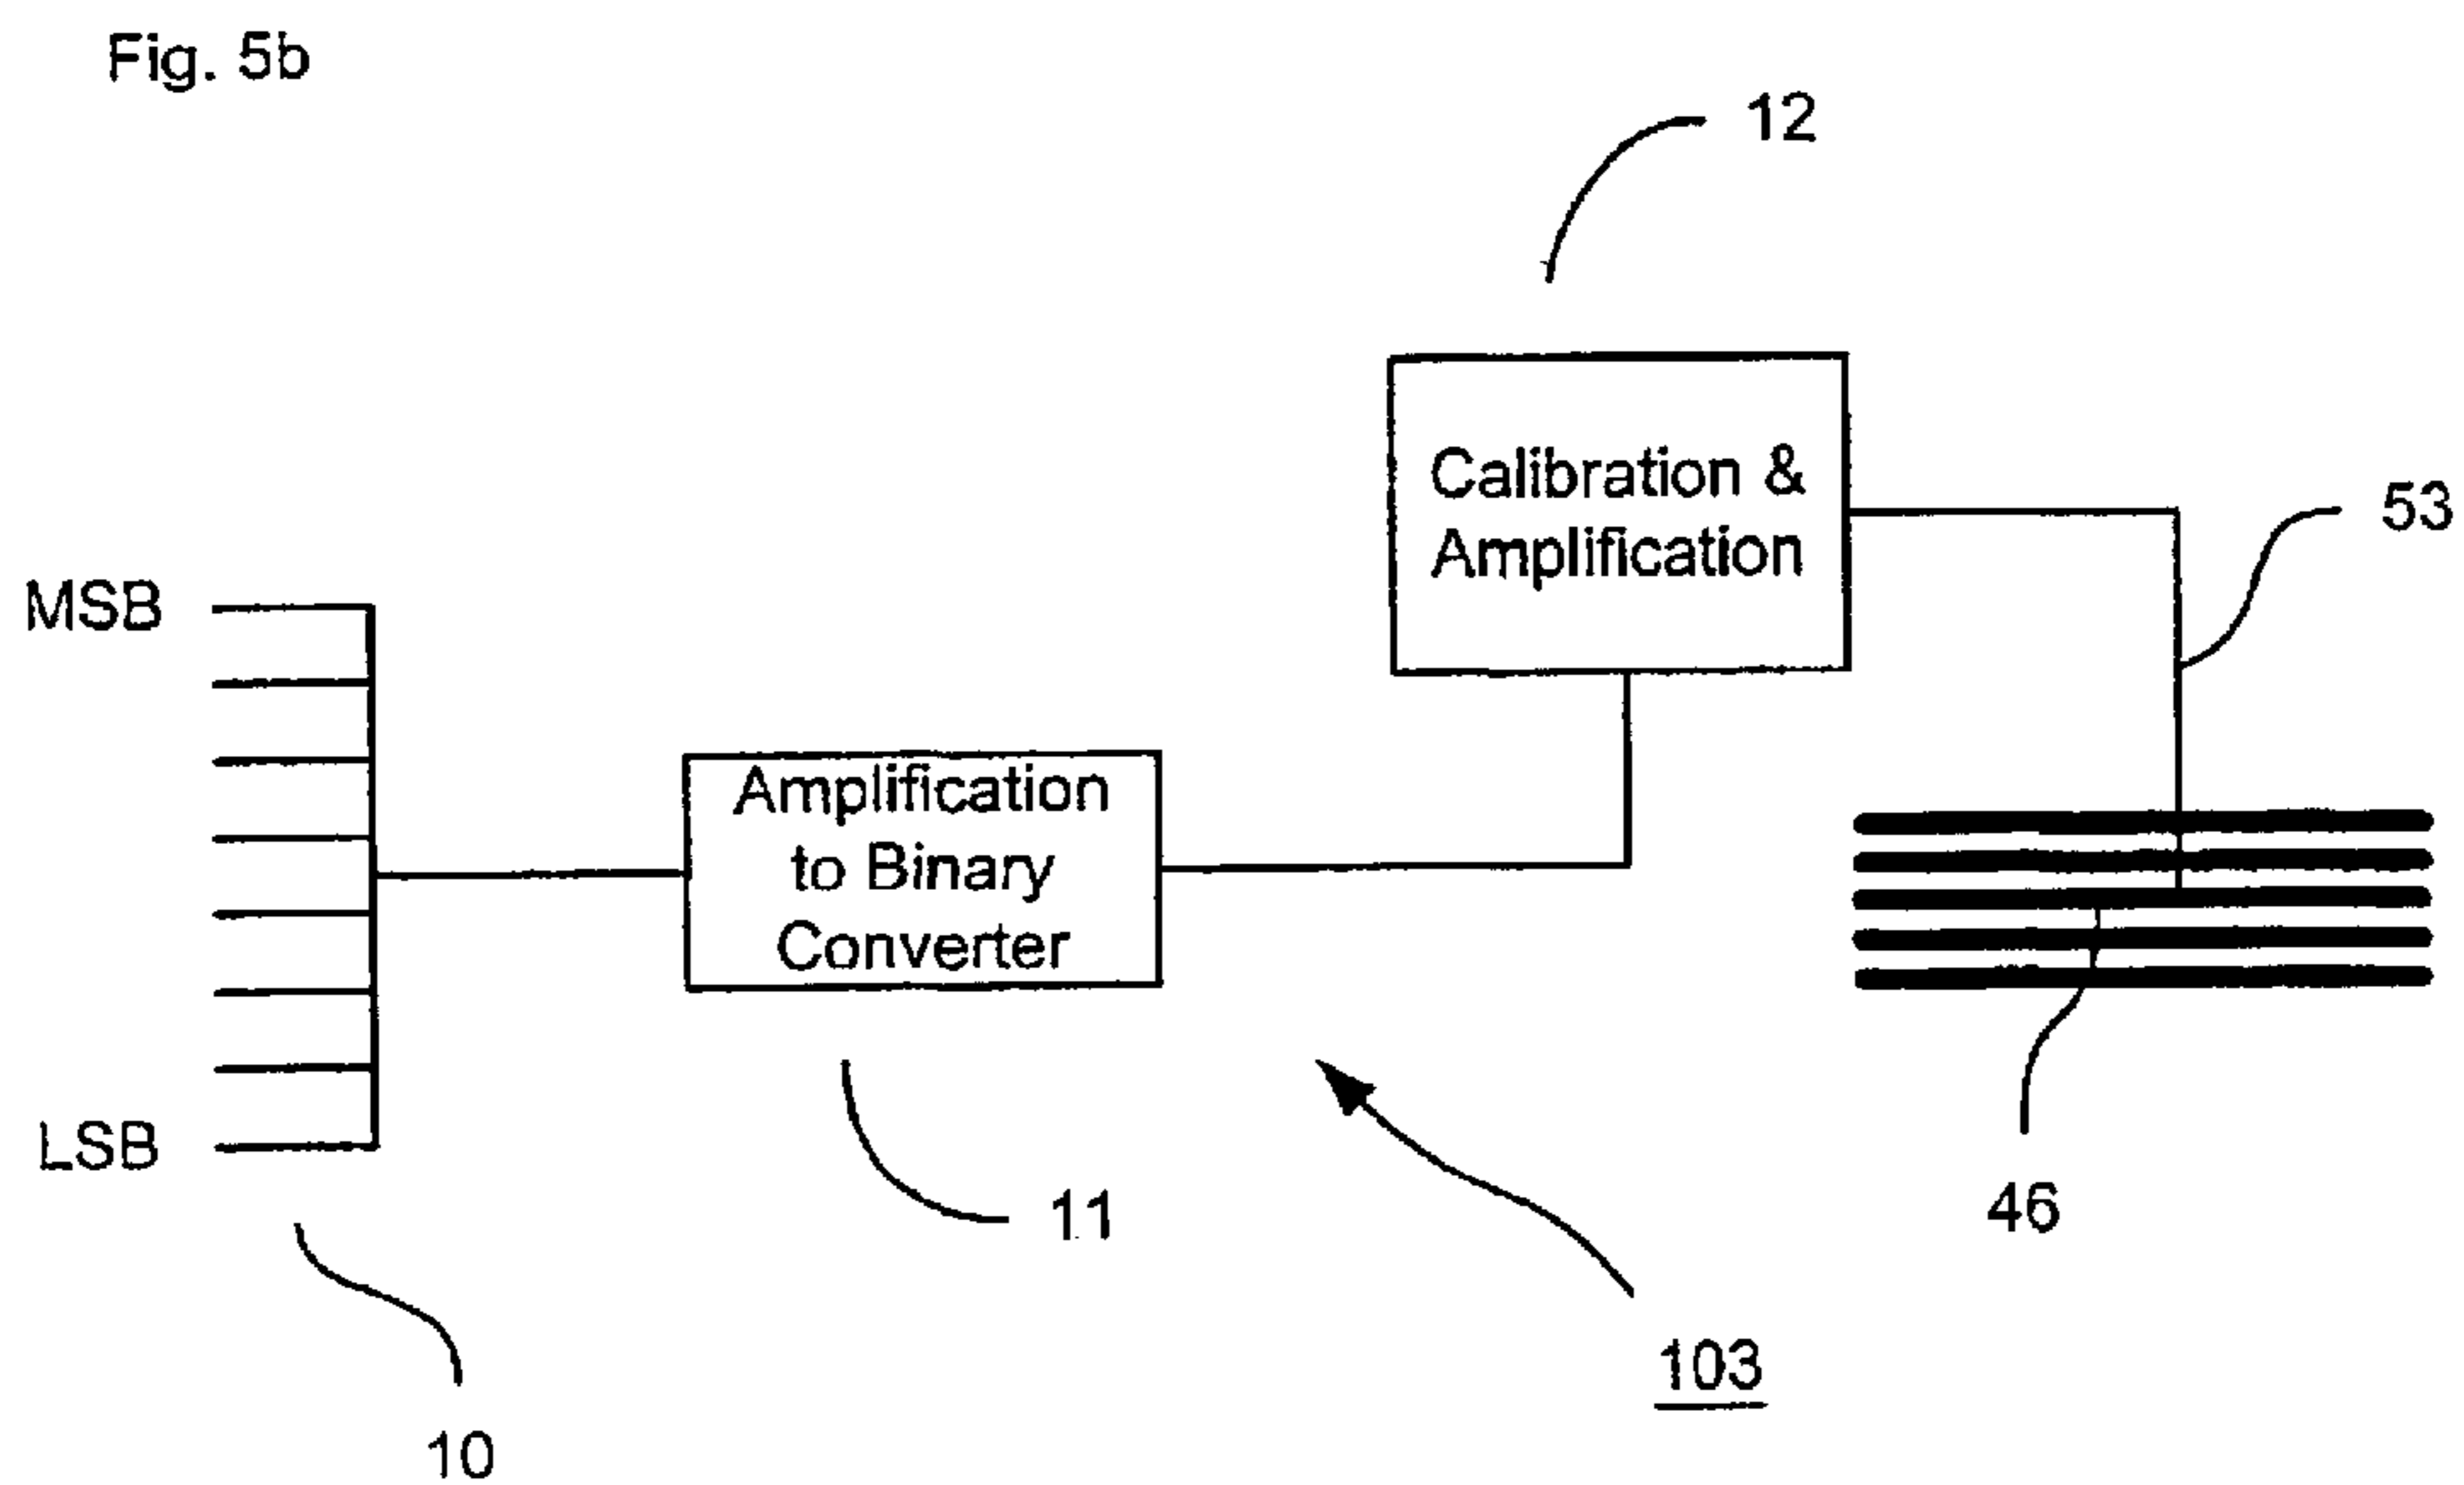 Fig. 5b
12
Calibration &
Amplification
53
MSB
Amplification
to Binary
Converter
LSB
11
46
103
10